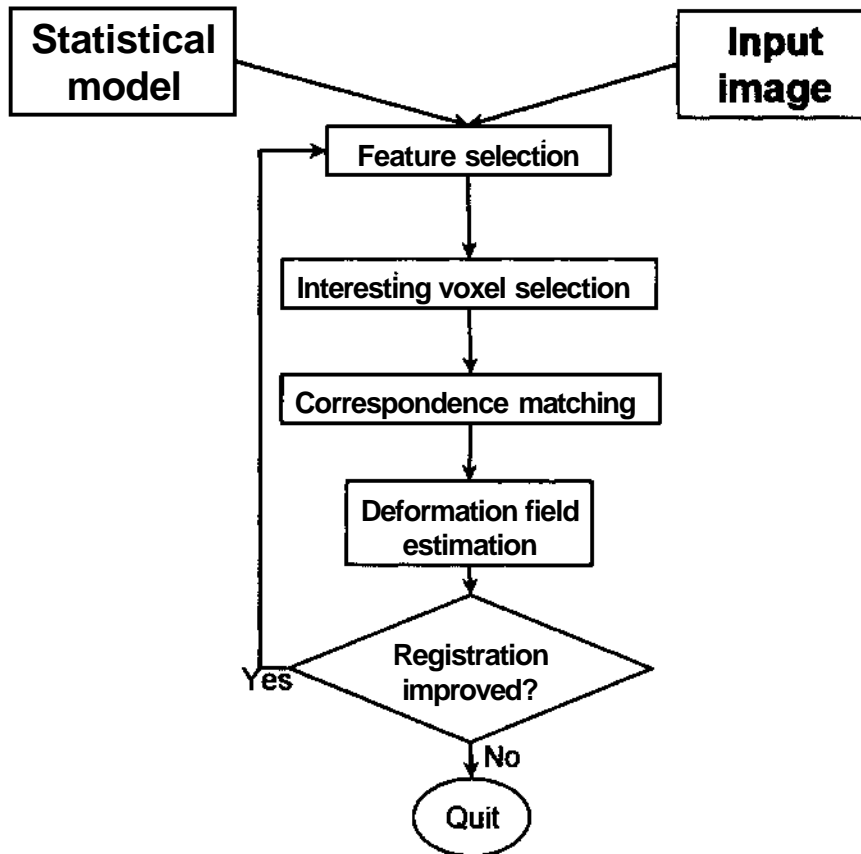 Statistical
model
Input
image
Feature selection
Interesting voxel selection
Correspondence matching
Deformation field
estimation
Registration
improved?
Yes
No
Quit